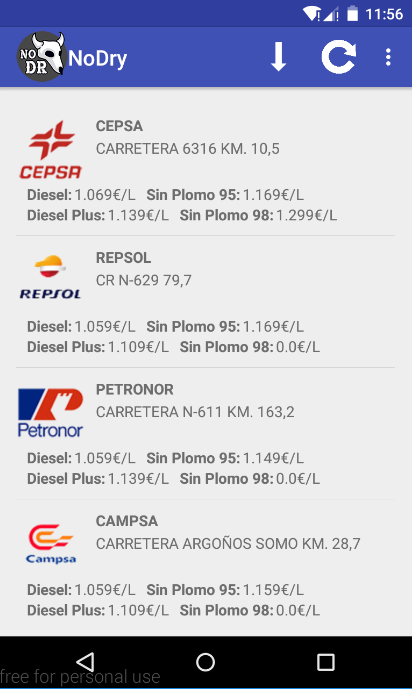 11:56
NO
DR
NoDry
CEPSA
CARRETERA 6316 KM. 10,5
CEPSA
Diesel: 1.069€/L Sin Plomo 95: 1.169€/L
Diesel Plus: 1.139€/L Sin Plomo 98: 1.299€/L
REPSOL
CR N-629 79,7
REPSOL
Diesel: 1.059€/L Sin Plomo 95: 1.169€/L
Diesel Plus: 1.109€/L Sin Plomo 98: 0.0€/L
PETRONOR
CARRETERA N-611 KM. 163,2
Petronor
Diesel: 1.059€/L Sin Plomo 95: 1.149€/L
Diesel Plus: 1.139€/L Sin Plomo 98: 0.0€/L
CAMPSA
CARRETERA ARGOÑOS SOMO KM. 28,7
Campsa
Diesel: 1.059€/L Sin Plomo 95: 1.159€/L
Diesel Plus: 1.109€/L Sin Plomo 98: 0.0€/L
free for personal use